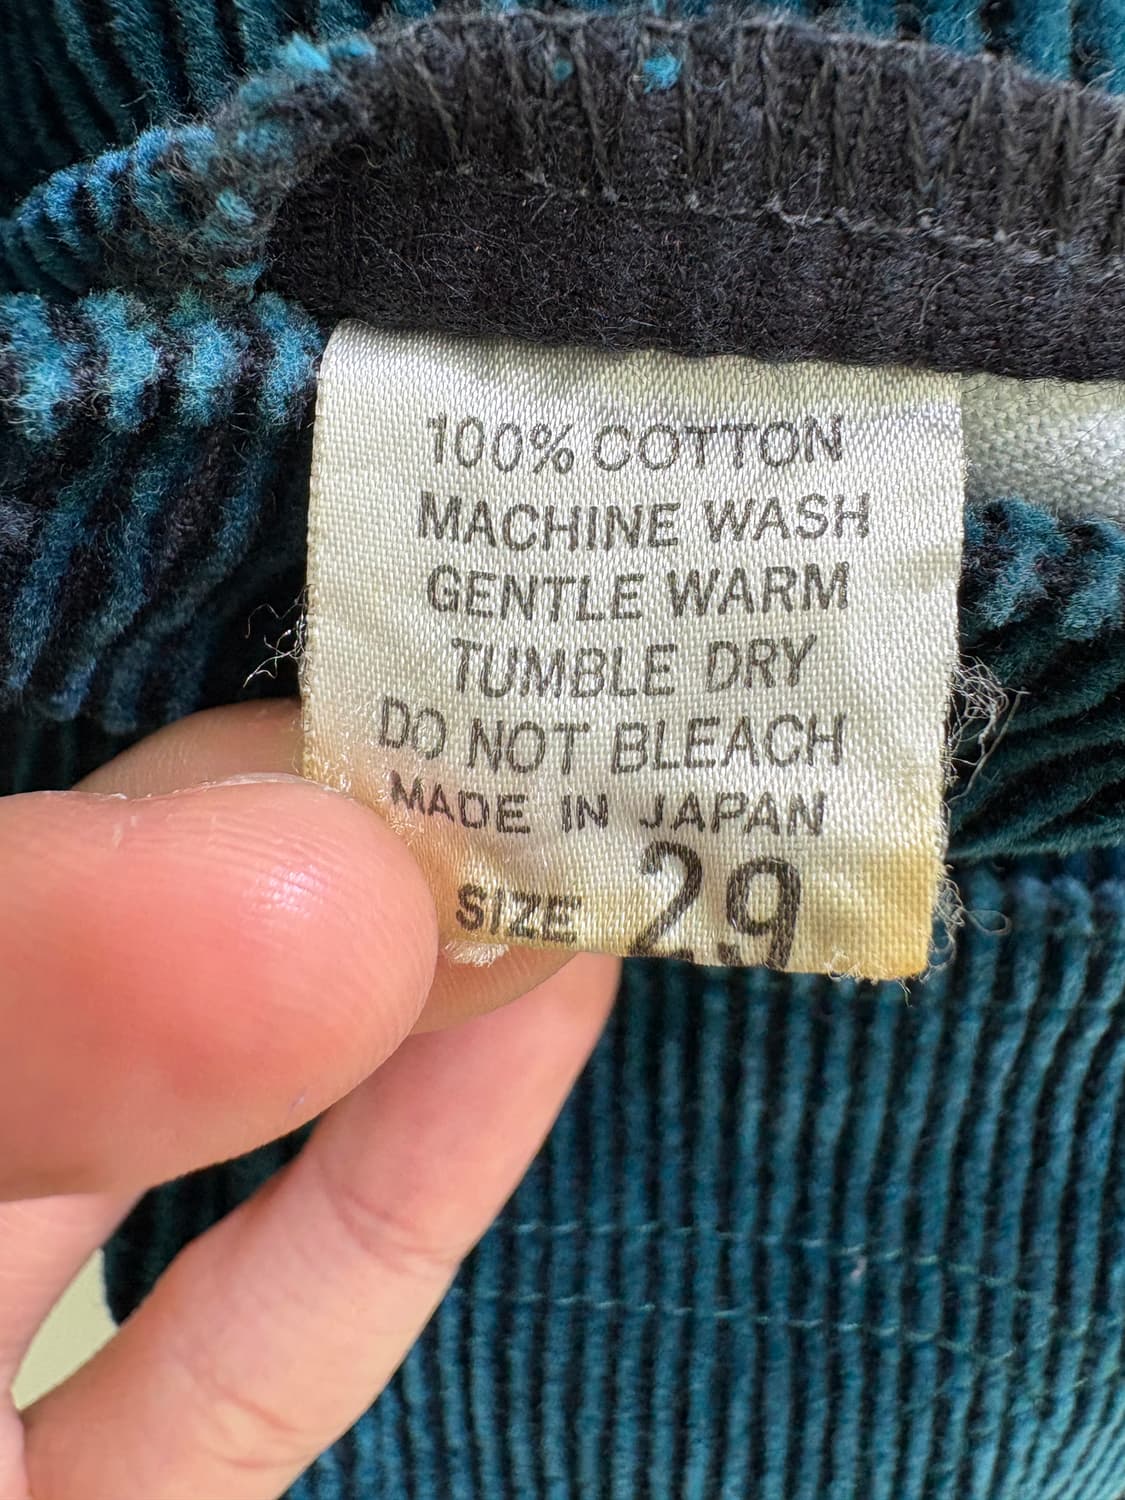 100% COTTON
MACHINE WASH
GENTLE WARM
TUMBLE DRY
DO NOT BLEACH
MADE IN JAPAN
SIZE 29